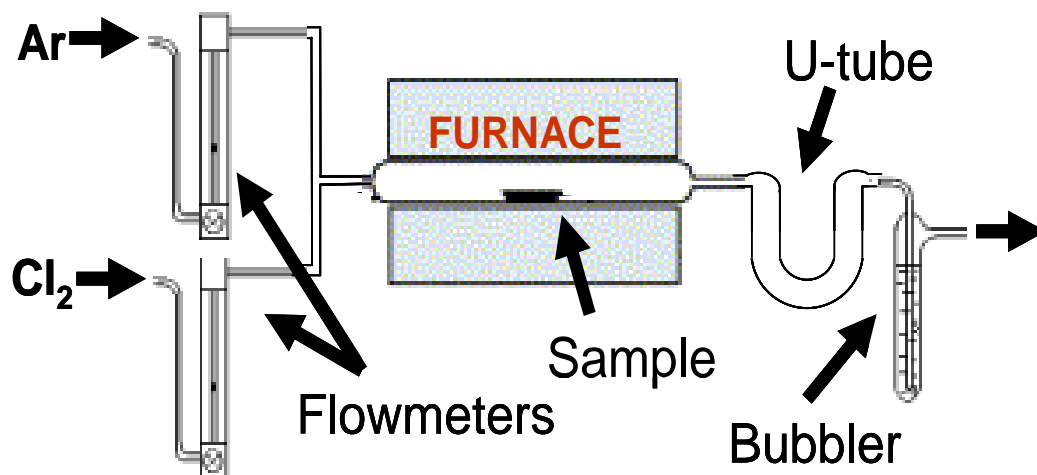 Ar
U-tube
FURNACE
Cl₂
Sample
Flowmeters
Bubbler